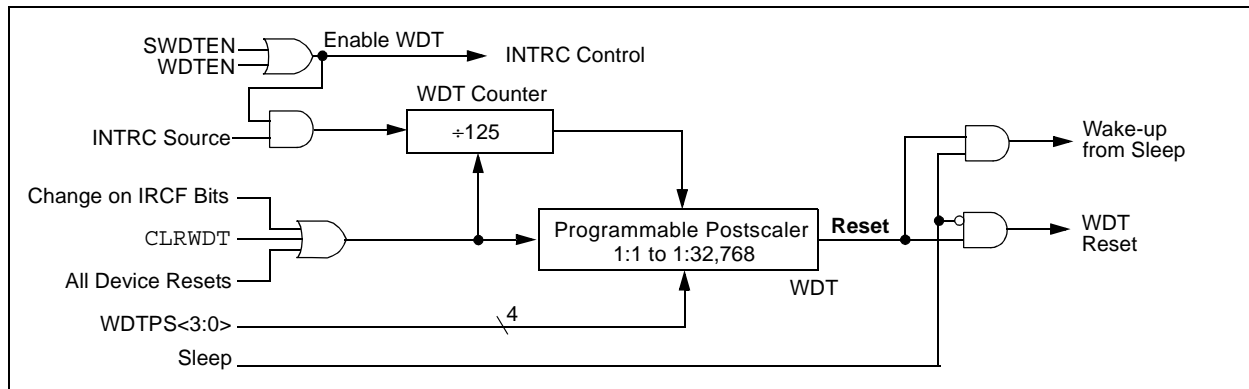 SWDTEN
WDTEN
Enable WDT
INTRC Control
WDT Counter
÷125
INTRC Source
Wake-up
from Sleep
Change on IRCF Bits
CLRWDT
All Device Resets
Programmable Postscaler
1:1 to 1:32,768
Reset
WDT
Reset
WDT
WDTPS<3:0>
4
Sleep